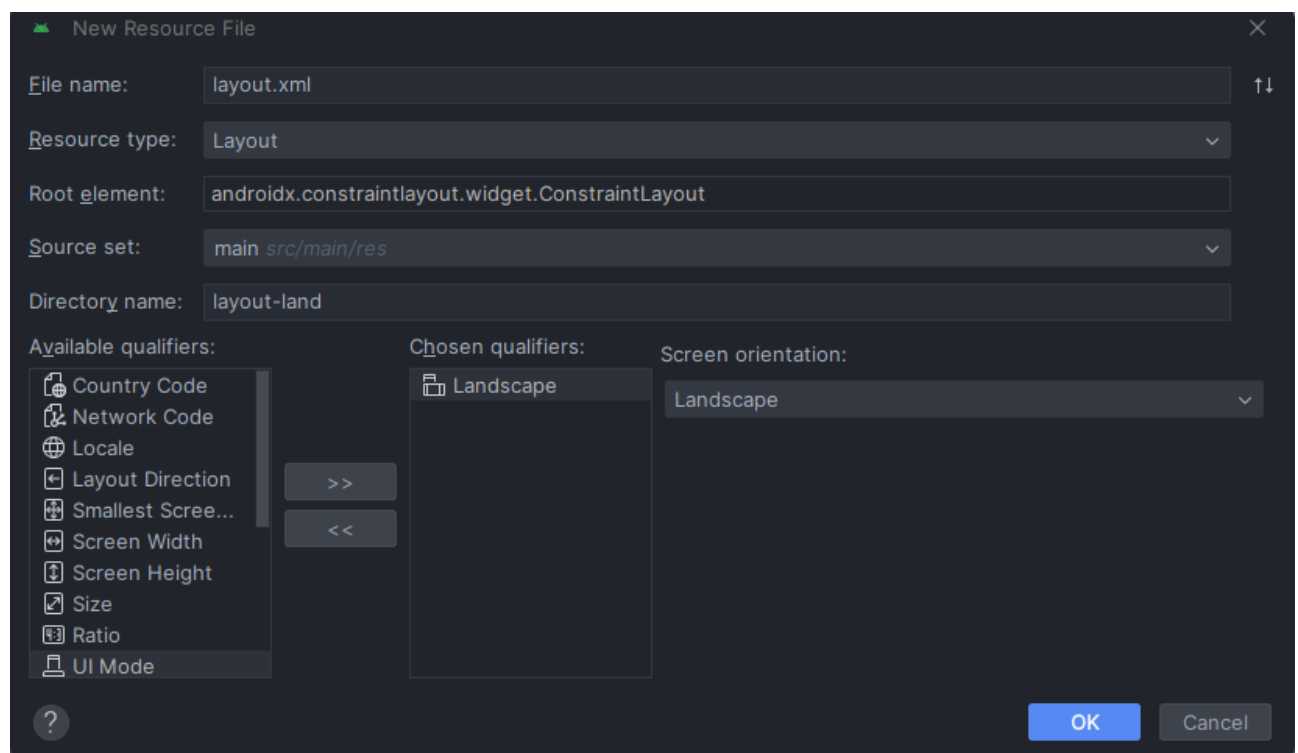 New Resource File
File name: layout.xml
Resource type: Layout
Root element: androidx.constraintlayout.widget.ConstraintLayout
Source set: main src/main/res
Directory name: layout-land
Available qualifiers:
Country Code
Network Code
Locale
Layout Direction
Smallest Scree...
Screen Width
Screen Height
Size
Ratio
UI Mode
>>
<<
Chosen qualifiers:
Landscape
Screen orientation:
Landscape
?
OK
Cancel